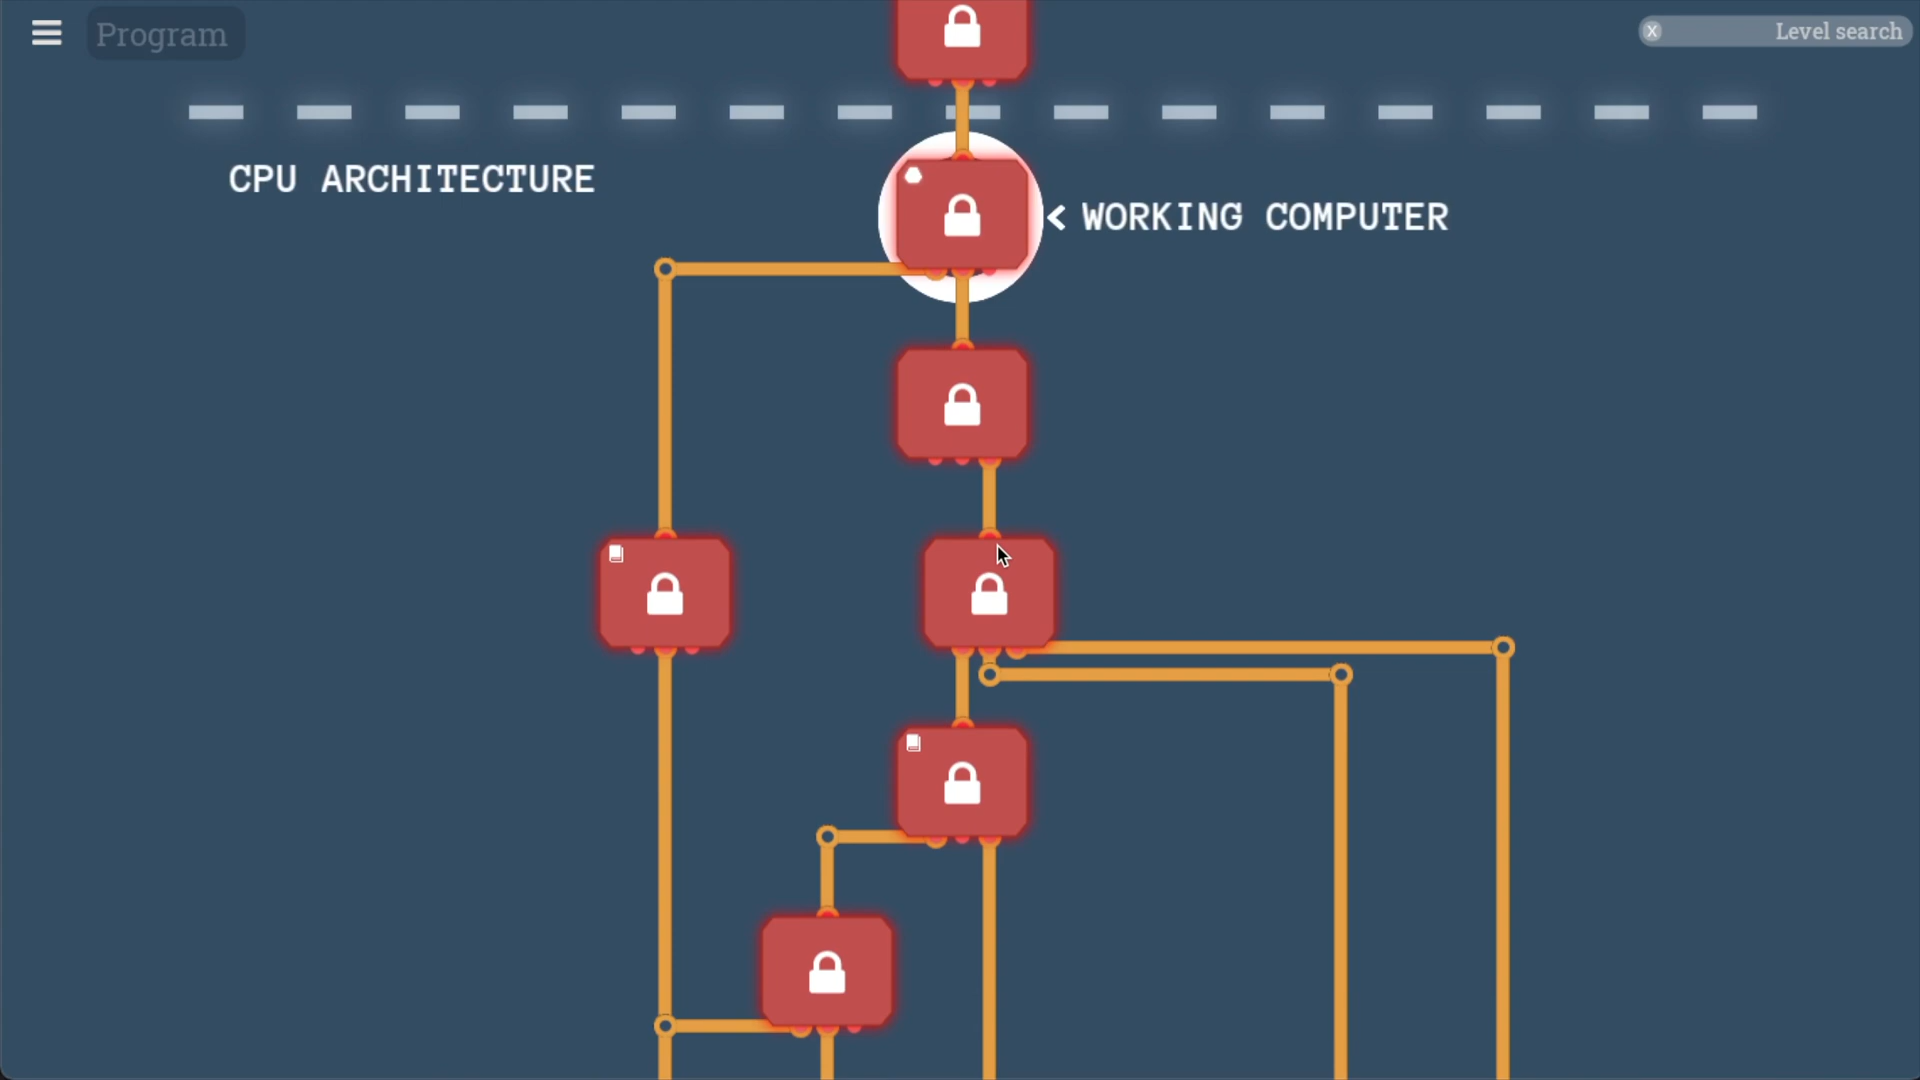 Program
X Level search
CPU ARCHITECTURE
< WORKING COMPUTER